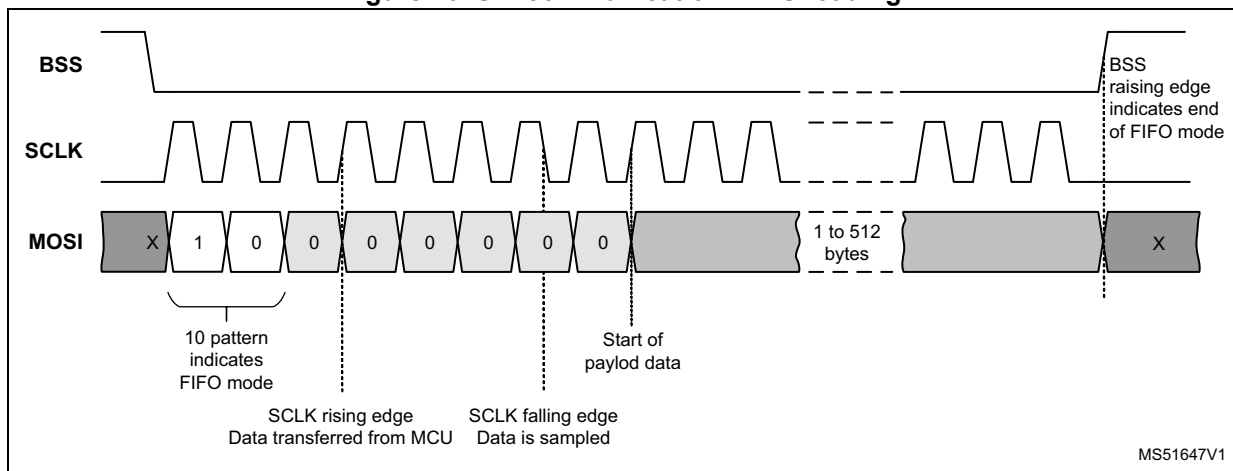 BSS
BSS
raising edge
indicates end
of FIFO mode
SCLK
MOSI
X
1
0
0
0
0
0
0
0
1 to 512
bytes
X
10 pattern
indicates
FIFO mode
Start of
paylod data
SCLK rising edge
Data transferred from MCU
SCLK falling edge
Data is sampled
MS51647V1